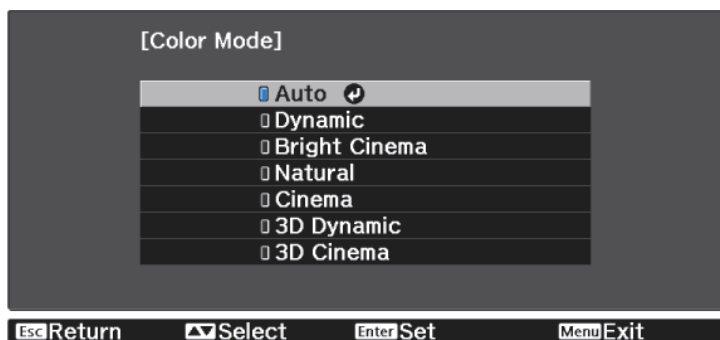 [Color Mode]
Auto
Dynamic
Bright Cinema
Natural
Cinema
3D Dynamic
3D Cinema
Esc Return Select Enter Set Menu Exit